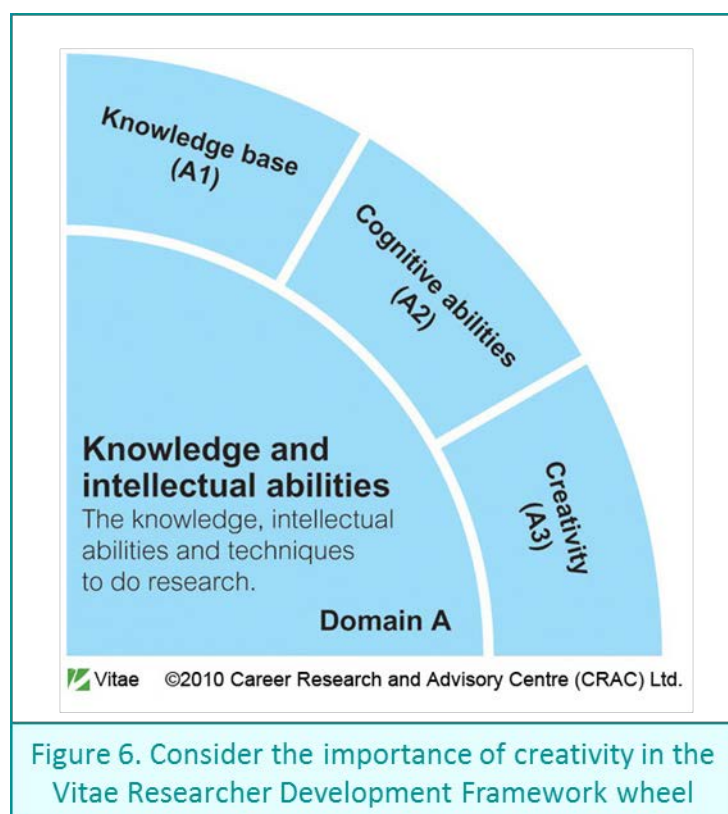 Knowledge base
(A1)
Cognitive abilities
(A2)
Creativity
(A3)
Knowledge and
intellectual abilities
The knowledge, intellectual
abilities and techniques
to do research.
Domain A
Vitae ©2010 Career Research and Advisory Centre (CRAC) Ltd.
Figure 6. Consider the importance of creativity in the
Vitae Researcher Development Framework wheel